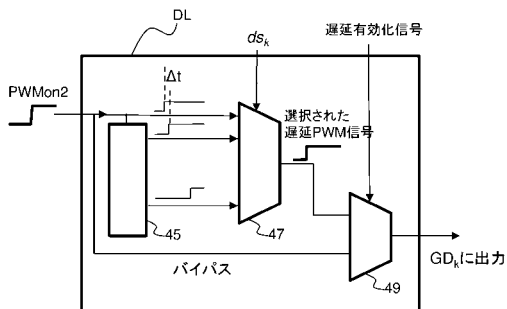 DL
ds_k
遅延有効化信号
PWMon2
Δt
選択された
遅延PWM信号
45
47
バイパス
GD_kに出力
49